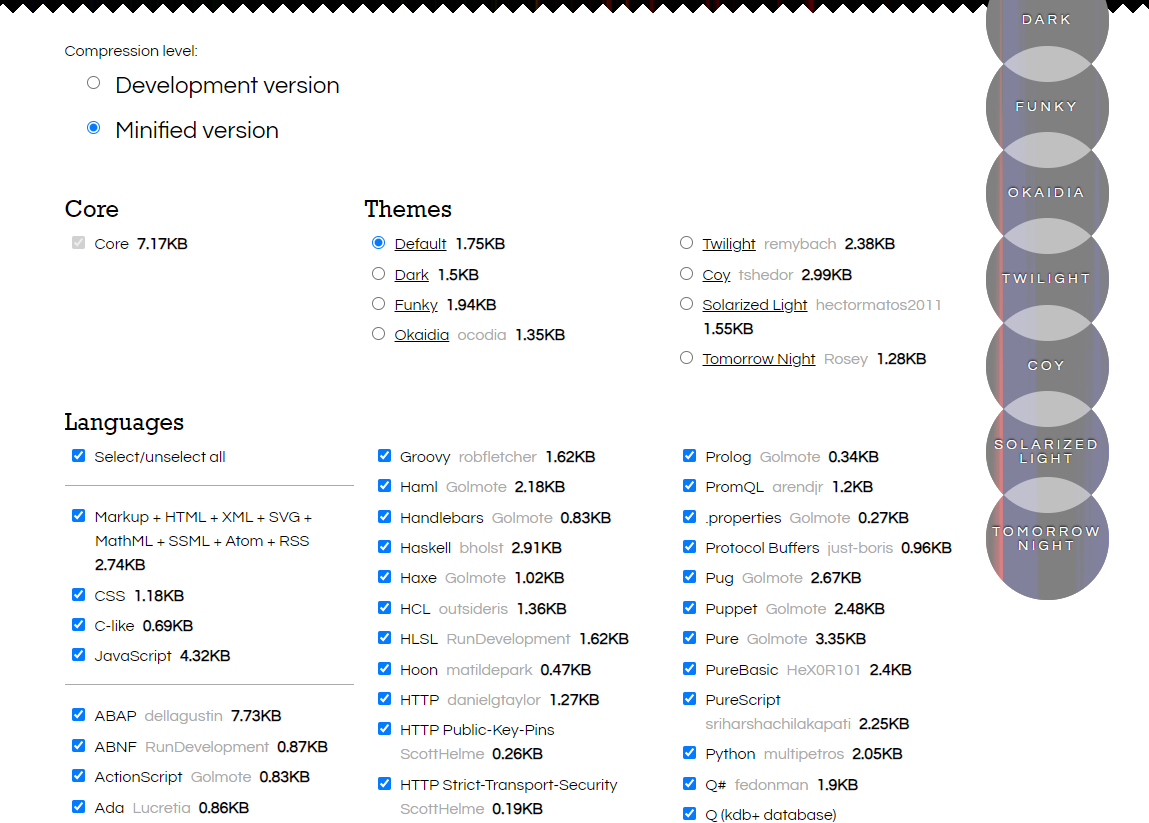 Compression level:
Development version
Minified version
Core
Core 7.17KB
Themes
Default 1.75KB
Dark 1.5KB
Funky 1.94KB
Okaidia ocodia 1.35KB
Twilight remybach 2.38KB
Coy tshedor 2.99KB
Solarized Light hectormatos2011
1.55KB
Tomorrow Night Rosey 1.28KB
Languages
Select/unselect all
Markup + HTML + XML + SVG +
MathML + SSML + Atom + RSS
2.74KB
CSS 1.18KB
C-like 0.69KB
JavaScript 4.32KB
ABAP dellagustin 7.73KB
ABNF RunDevelopment 0.87KB
ActionScript Golmote 0.83KB
Ada Lucretia 0.86KB
Groovy robfletcher 1.62KB
Haml Golmote 2.18KB
Handlebars Golmote 0.83KB
Haskell bholst 2.91KB
Haxe Golmote 1.02KB
HCL outsideris 1.36KB
HLSL RunDevelopment 1.62KB
Hoon matildepark 0.47KB
HTTP danielgtaylor 1.27KB
HTTP Public-Key-Pins
ScottHelme 0.26KB
HTTP Strict-Transport-Security
ScottHelme 0.19KB
Prolog Golmote 0.34KB
PromQL arendjr 1.2KB
.properties Golmote 0.27KB
Protocol Buffers just-boris 0.96KB
Pug Golmote 2.67KB
Puppet Golmote 2.48KB
Pure Golmote 3.35KB
PureBasic HeX0R101 2.4KB
PureScript
sriharshachilakapati 2.25KB
Python multipetros 2.05KB
Q# fedonman 1.9KB
Q (kdb+ database)
DARK
FUNKY
OKAIDIA
TWILIGHT
COY
SOLARIZED
LIGHT
TOMORROW
NIGHT